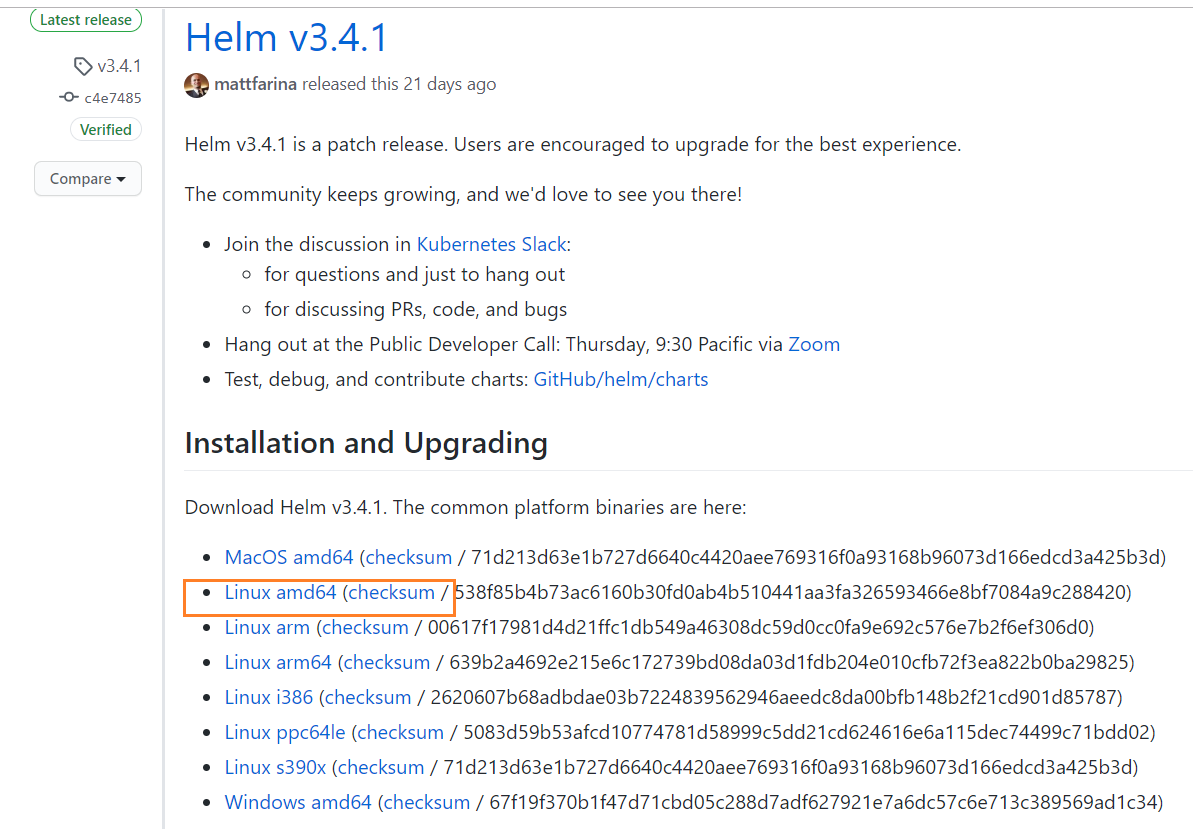 Latest release
v3.4.1
c4e7485
Verified
Compare
Helm v3.4.1
mattfarina released this 21 days ago
Helm v3.4.1 is a patch release. Users are encouraged to upgrade for the best experience.
The community keeps growing, and we'd love to see you there!
Join the discussion in Kubernetes Slack:
for questions and just to hang out
for discussing PRs, code, and bugs
Hang out at the Public Developer Call: Thursday, 9:30 Pacific via Zoom
Test, debug, and contribute charts: GitHub/helm/charts
Installation and Upgrading
Download Helm v3.4.1. The common platform binaries are here:
MacOS amd64 (checksum / 71d213d63e1b727d6640c4420aee769316f0a93168b96073d166edcd3a425b3d)
Linux amd64 (checksum / 538f85b4b73ac6160b30fd0ab4b510441aa3fa326593466e8bf7084a9c288420)
Linux arm (checksum / 00617f17981d4d21ffc1db549a46308dc59d0cc0fa9e692c576e7b2f6ef306d0)
Linux arm64 (checksum / 639b2a4692e215e6c172739bd08da03d1fdb204e010cfb72f3ea822b0ba29825)
Linux i386 (checksum / 2620607b68adbdae03b7224839562946aeedc8da00bfb148b2f21cd901d85787)
Linux ppc64le (checksum / 5083d59b53afcd10774781d58999c5dd21cd624616e6a115dec74499c71bdd02)
Linux s390x (checksum / 71d213d63e1b727d6640c4420aee769316f0a93168b96073d166edcd3a425b3d)
Windows amd64 (checksum / 67f19f370b1f47d71cbd05c288d7adf627921e7a6dc57c6e713c389569ad1c34)